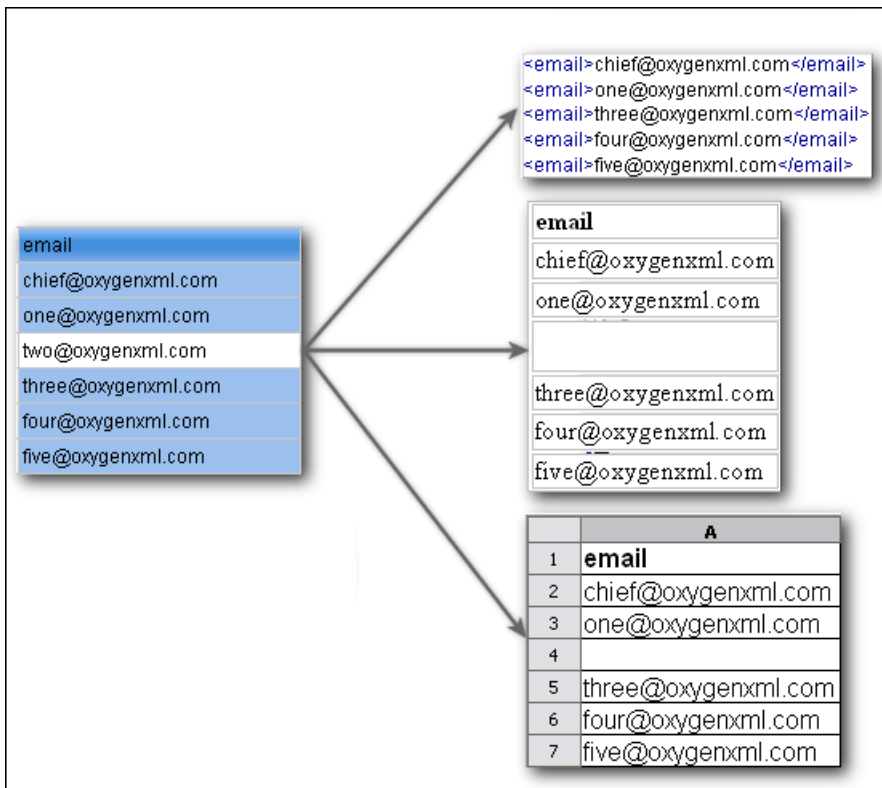 email
chief@oxygenxml.com
one@oxygenxml.com
two@oxygenxml.com
three@oxygenxml.com
four@oxygenxml.com
five@oxygenxml.com
<email>chief@oxygenxml.com</email>
<email>one@oxygenxml.com</email>
<email>three@oxygenxml.com</email>
<email>four@oxygenxml.com</email>
<email>five@oxygenxml.com</email>
email
chief@oxygenxml.com
one@oxygenxml.com
three@oxygenxml.com
four@oxygenxml.com
five@oxygenxml.com
A
1 email
2 chief@oxygenxml.com
3 one@oxygenxml.com
4
5 three@oxygenxml.com
6 four@oxygenxml.com
7 five@oxygenxml.com